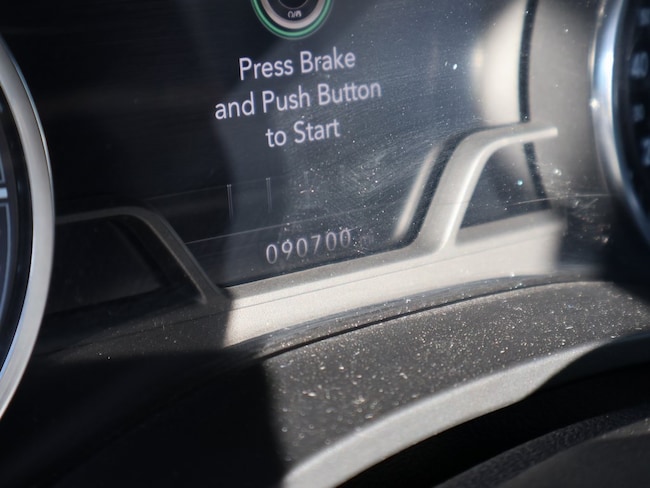 Press Brake
and Push Button
to Start
090700